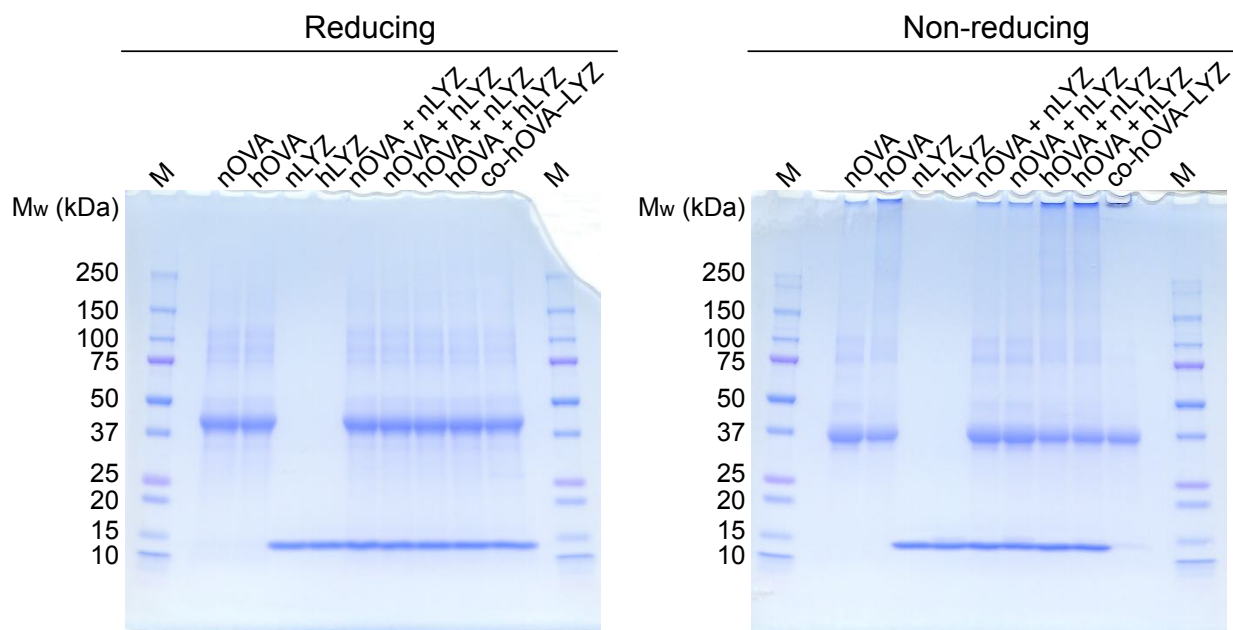 Reducing
M
nOVA
hOVA
nLYZ
hLYZ
nOVA + nLYZ
nOVA + hLYZ
hOVA + nLYZ
hOVA + hLYZ
co-hOVA–LYZ
M
Mw (kDa)
250
150
100
75
50
37
25
20
15
10
Non-reducing
M
nOVA
hOVA
nLYZ
hLYZ
nOVA + nLYZ
nOVA + hLYZ
hOVA + nLYZ
hOVA + hLYZ
co-hOVA–LYZ
M
Mw (kDa)
250
150
100
75
50
37
25
20
15
10